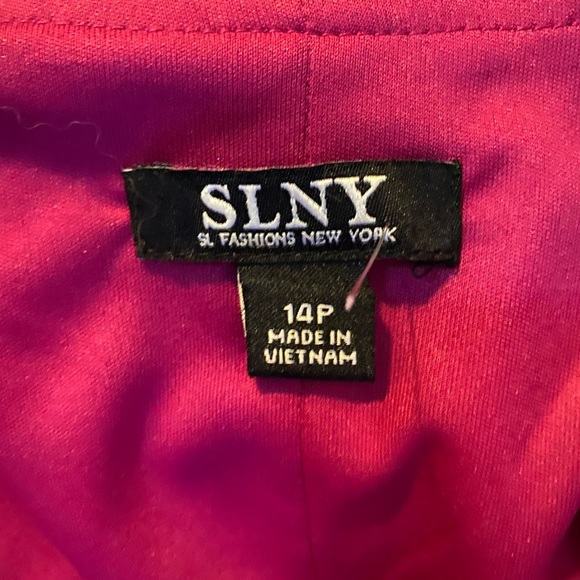 SLNY
SL FASHIONS NEW YORK
14P
MADE IN
VIETNAM